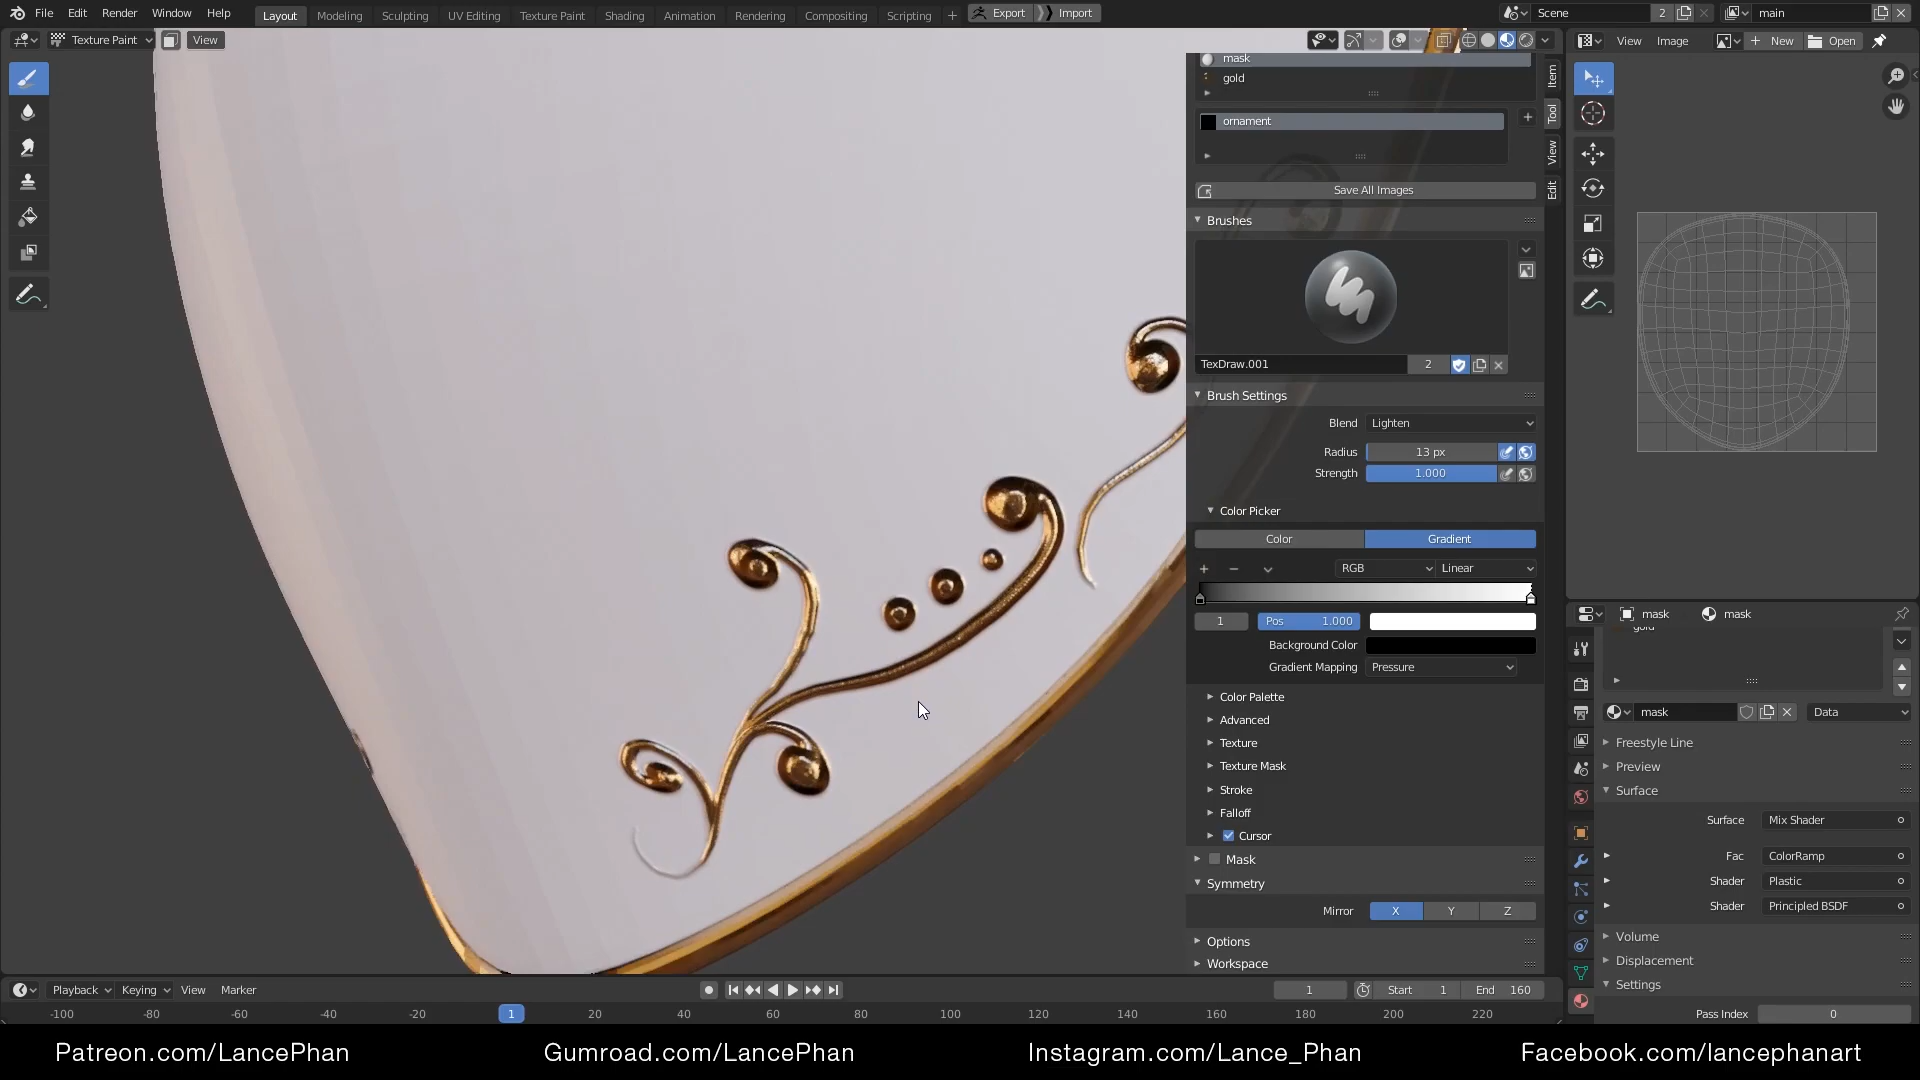 File Edit Render Window Help Layout Modeling Sculpting UV Editing Texture Paint Shading Animation Rendering Compositing Scripting + Export Import Scene 2 main
Texture Paint View View Image New Open
mask
gold
ornament
Save All Images
Item
Tool
View
Edit
Brushes
TexDraw.001 2
Brush Settings
Blend Lighten
Radius 13 px
Strength 1.000
Color Picker
Color Gradient
RGB Linear
1 Pos 1.000
Background Color
Gradient Mapping Pressure
Color Palette
Advanced
Texture
Texture Mask
Stroke
Falloff
Cursor
Mask
Symmetry
Mirror X Y Z
Options
Workspace
mask mask
gold
mask Data
Freestyle Line
Preview
Surface
Surface Mix Shader
Fac ColorRamp
Shader Plastic
Shader Principled BSDF
Volume
Displacement
Settings
Pass Index 0
Playback Keying View Marker 1 Start 1 End 160
-100 -80 -60 -40 -20 1 20 40 60 80 100 120 140 160 180 200 220
Patreon.com/LancePhan Gumroad.com/LancePhan Instagram.com/Lance_Phan Facebook.com/lancephanart